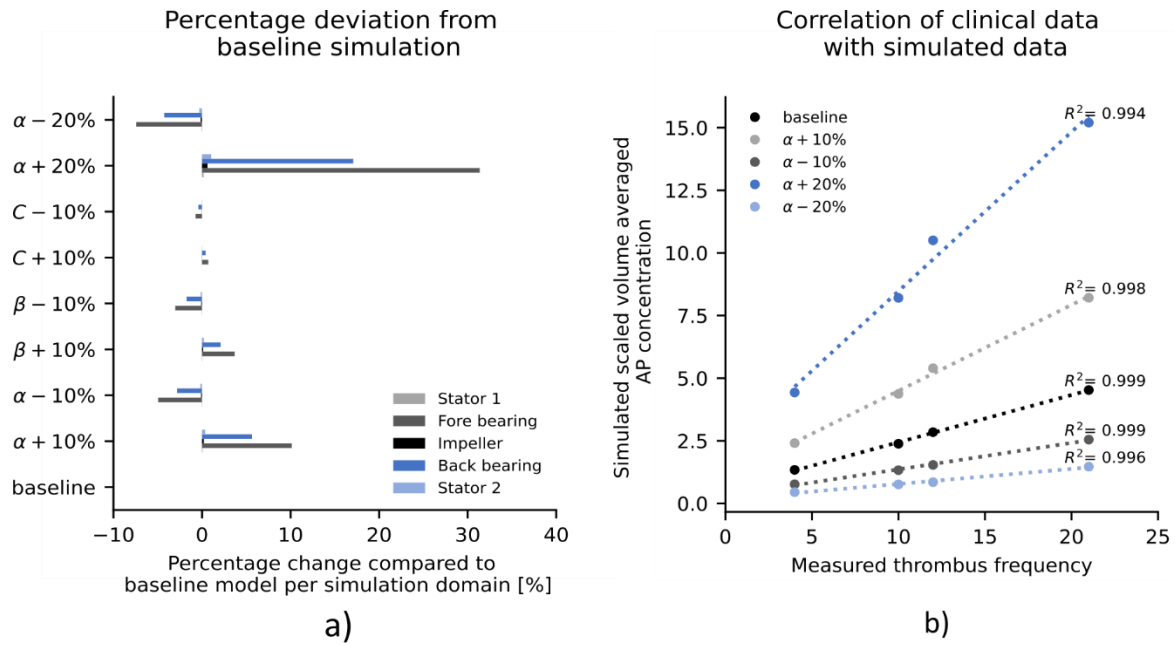 Percentage deviation from
baseline simulation
α − 20%
α + 20%
C − 10%
C + 10%
β − 10%
β + 10%
α − 10%
α + 10%
baseline
Stator 1
Fore bearing
Impeller
Back bearing
Stator 2
−10 0 10 20 30 40
Percentage change compared to
baseline model per simulation domain [%]
a)
Correlation of clinical data
with simulated data
Simulated scaled volume averaged
AP concentration
15.0
12.5
10.0
7.5
5.0
2.5
0.0
baseline
α + 10%
α − 10%
α + 20%
α − 20%
R²= 0.994
R²= 0.998
R²= 0.999
R²= 0.999
R²= 0.996
0 5 10 15 20 25
Measured thrombus frequency
b)